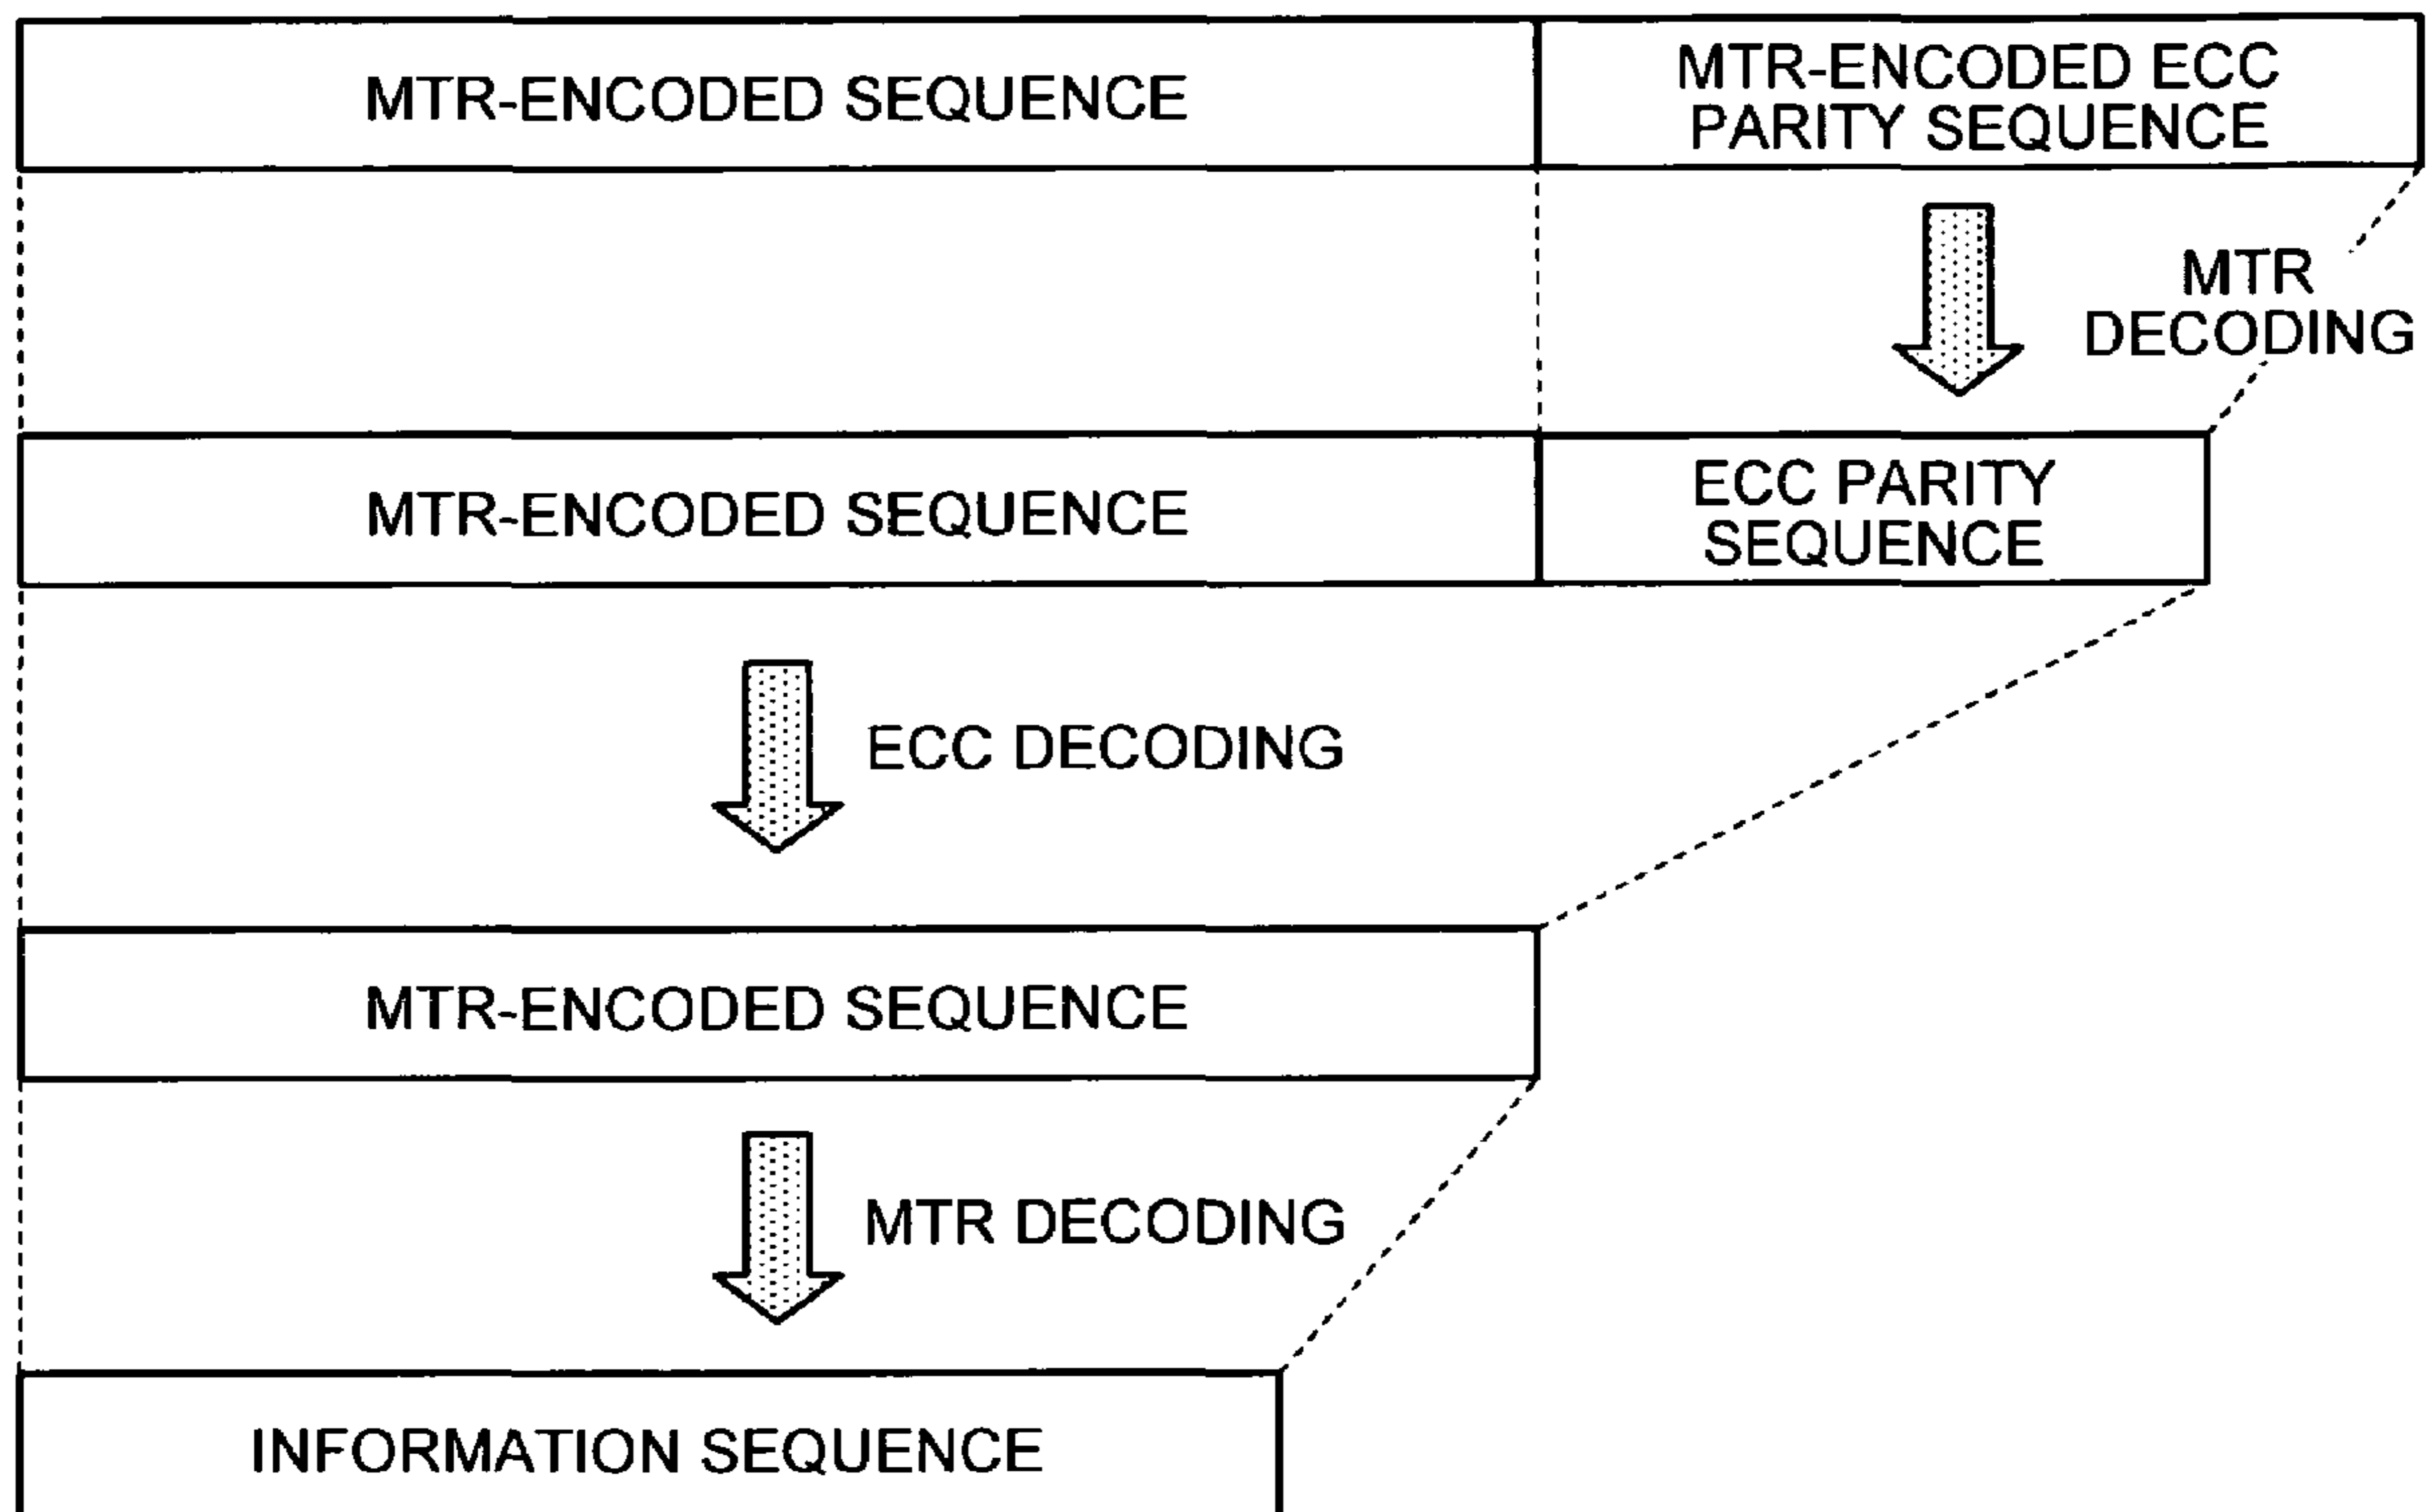 MTR-ENCODED SEQUENCE
MTR-ENCODED ECC
PARITY SEQUENCE
MTR
DECODING
MTR-ENCODED SEQUENCE
ECC PARITY
SEQUENCE
ECC DECODING
MTR-ENCODED SEQUENCE
MTR DECODING
INFORMATION SEQUENCE